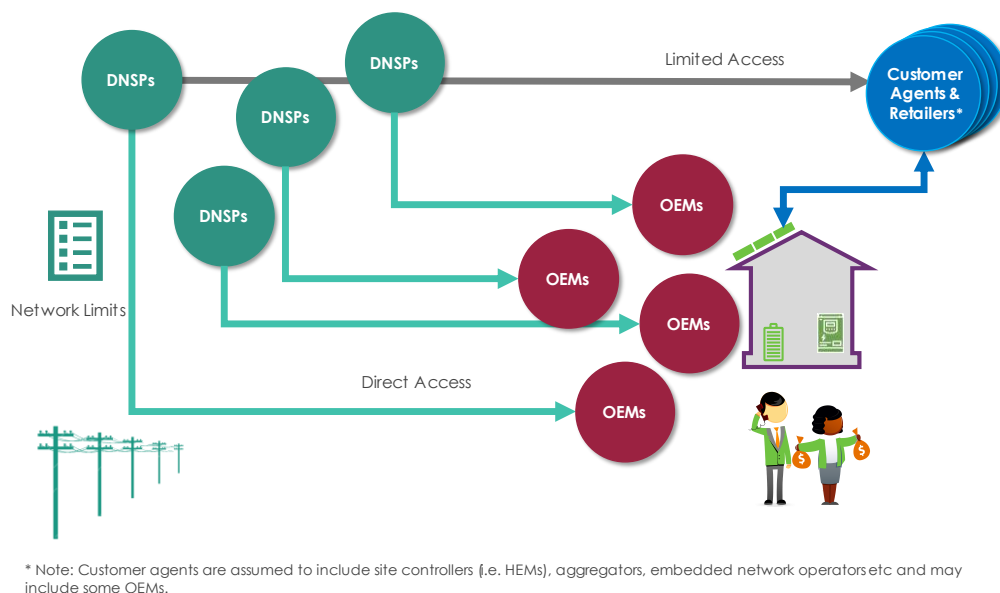 DNSPs
Limited Access
Customer
Agents &
Retailers*
DNSPs
DNSPs
DNSPs
OEMs
OEMs
Network Limits
OEMs
Direct Access
OEMs
$
$
* Note: Customer agents are assumed to include site controllers (i.e. HEMs), aggregators, embedded network operators etc and may
include some OEMs.